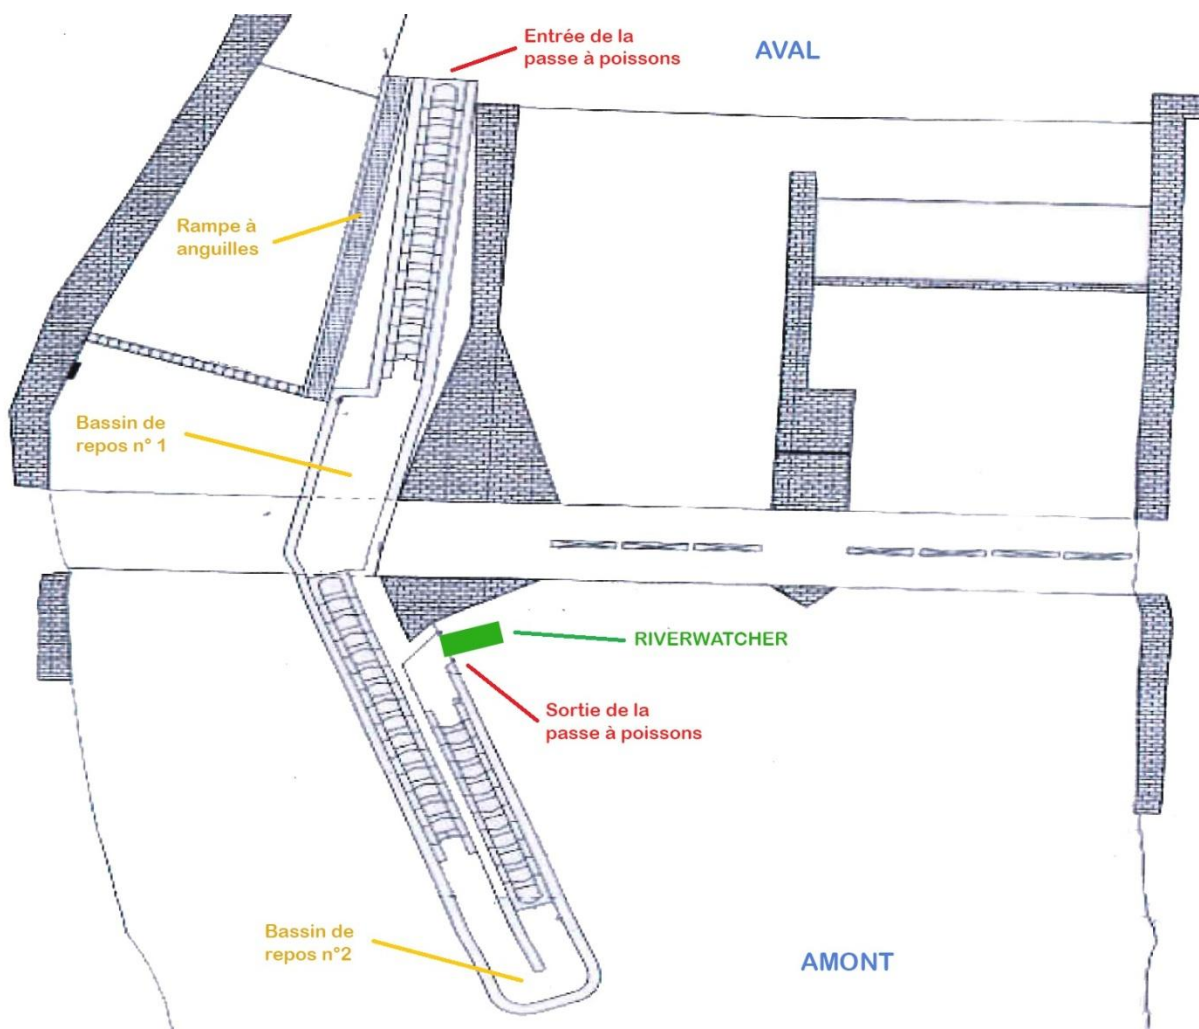 Entrée de la
passe à poissons
AVAL
Rampe à
anguilles
Bassin de
repos n° 1
RIVERWATCHER
Sortie de la
passe à poissons
Bassin de
repos n°2
AMONT